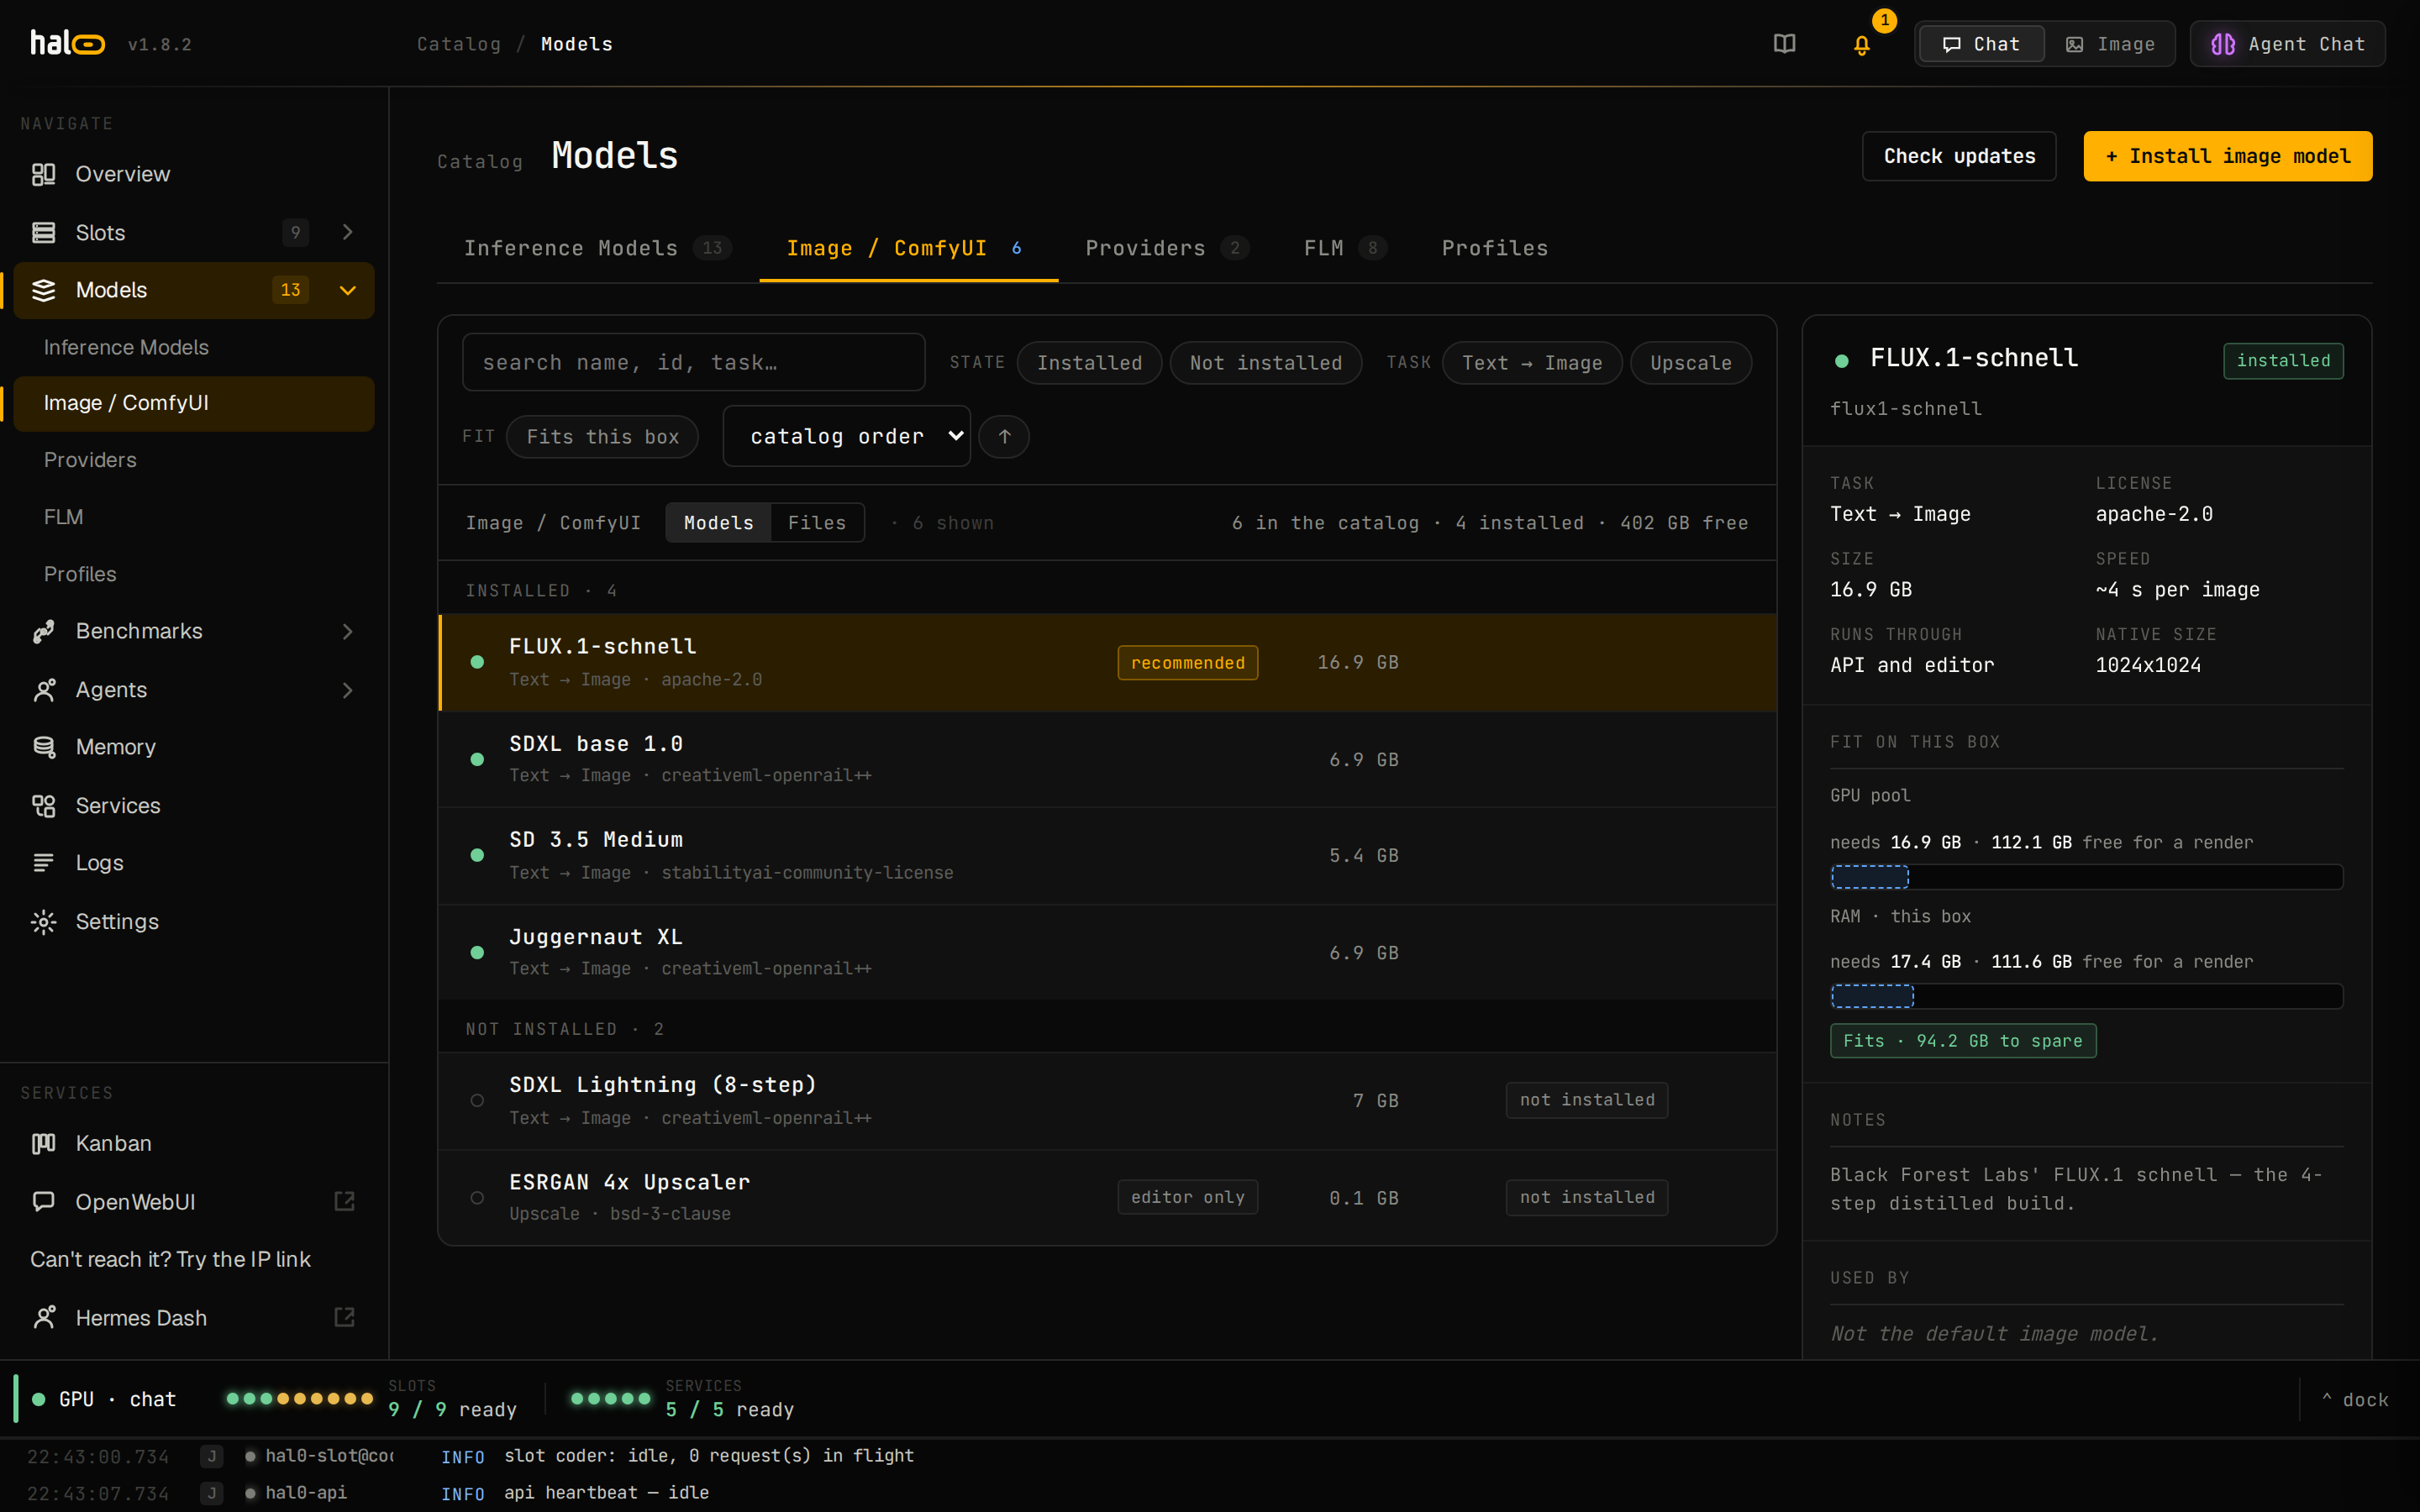 halo v1.8.2
Catalog / Models
1
Chat
Image
Agent Chat
NAVIGATE
Overview
Slots 9
Models 13
Inference Models
Image / ComfyUI
Providers
FLM
Profiles
Benchmarks
Agents
Memory
Services
Logs
Settings
SERVICES
Kanban
OpenWebUI
Can't reach it? Try the IP link
Hermes Dash
Catalog Models
Check updates
+ Install image model
Inference Models 13
Image / ComfyUI 6
Providers 2
FLM 8
Profiles
search name, id, task…
STATE Installed Not installed
TASK Text → Image Upscale
FIT Fits this box
catalog order
↑
Image / ComfyUI Models Files · 6 shown
6 in the catalog · 4 installed · 402 GB free
INSTALLED · 4
FLUX.1-schnell
Text → Image · apache-2.0
recommended
16.9 GB
SDXL base 1.0
Text → Image · creativeml-openrail++
6.9 GB
SD 3.5 Medium
Text → Image · stabilityai-community-license
5.4 GB
Juggernaut XL
Text → Image · creativeml-openrail++
6.9 GB
NOT INSTALLED · 2
SDXL Lightning (8-step)
Text → Image · creativeml-openrail++
7 GB
not installed
ESRGAN 4x Upscaler
Upscale · bsd-3-clause
editor only
0.1 GB
not installed
FLUX.1-schnell
installed
flux1-schnell
TASK
Text → Image
LICENSE
apache-2.0
SIZE
16.9 GB
SPEED
~4 s per image
RUNS THROUGH
API and editor
NATIVE SIZE
1024x1024
FIT ON THIS BOX
GPU pool
needs 16.9 GB · 112.1 GB free for a render
RAM · this box
needs 17.4 GB · 111.6 GB free for a render
Fits · 94.2 GB to spare
NOTES
Black Forest Labs' FLUX.1 schnell — the 4-
step distilled build.
USED BY
Not the default image model.
GPU · chat
SLOTS
9 / 9 ready
SERVICES
5 / 5 ready
^ dock
22:43:00.734 J hal0-slot@coc INFO slot coder: idle, 0 request(s) in flight
22:43:07.734 J hal0-api INFO api heartbeat — idle